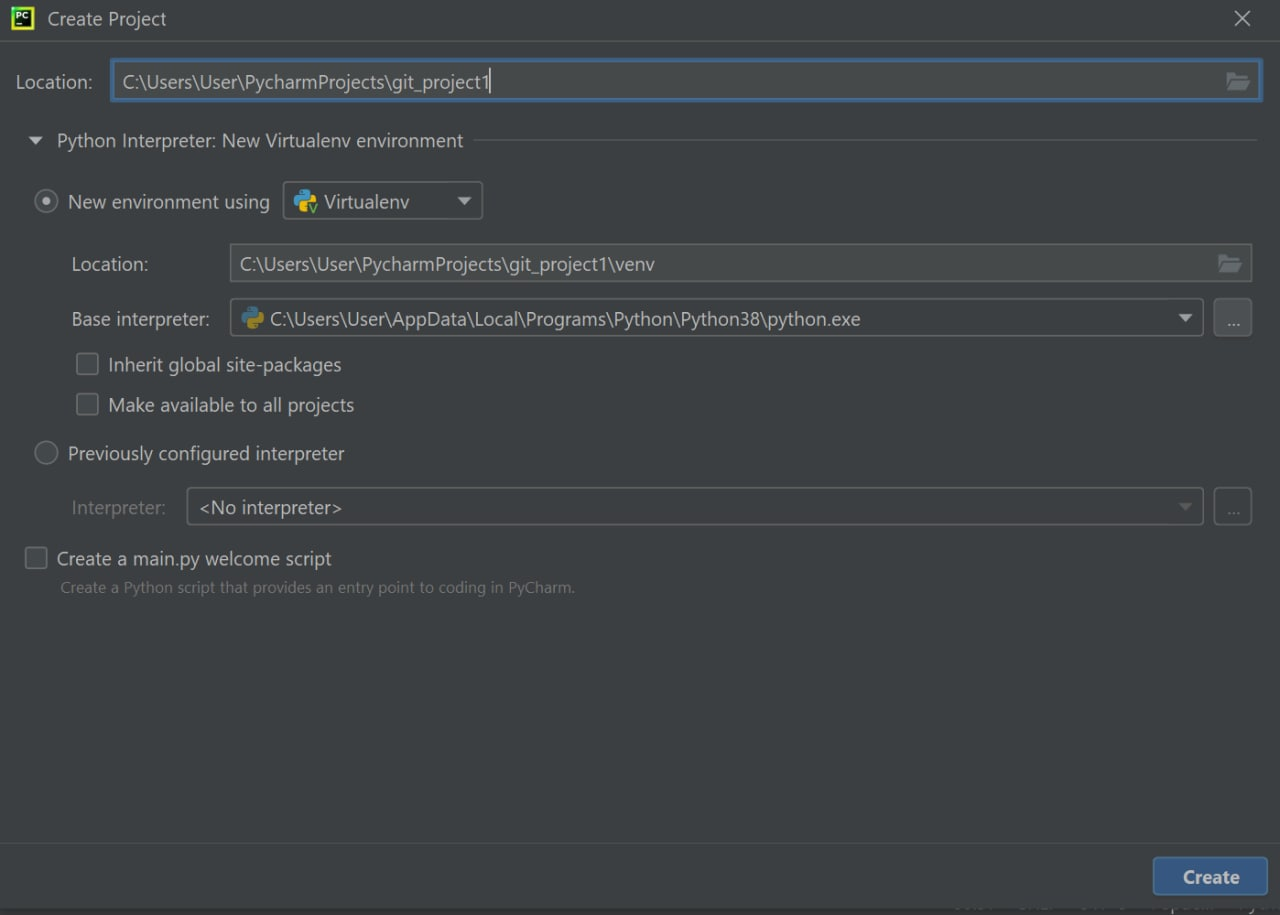 PC
Create Project
Location: C:\Users\User\PycharmProjects\git_project1
Python Interpreter: New Virtualenv environment
New environment using Virtualenv
Location: C:\Users\User\PycharmProjects\git_project1\venv
Base interpreter: C:\Users\User\AppData\Local\Programs\Python\Python38\python.exe ...
Inherit global site-packages
Make available to all projects
Previously configured interpreter
Interpreter: <No interpreter> ...
Create a main.py welcome script
Create a Python script that provides an entry point to coding in PyCharm.
Create